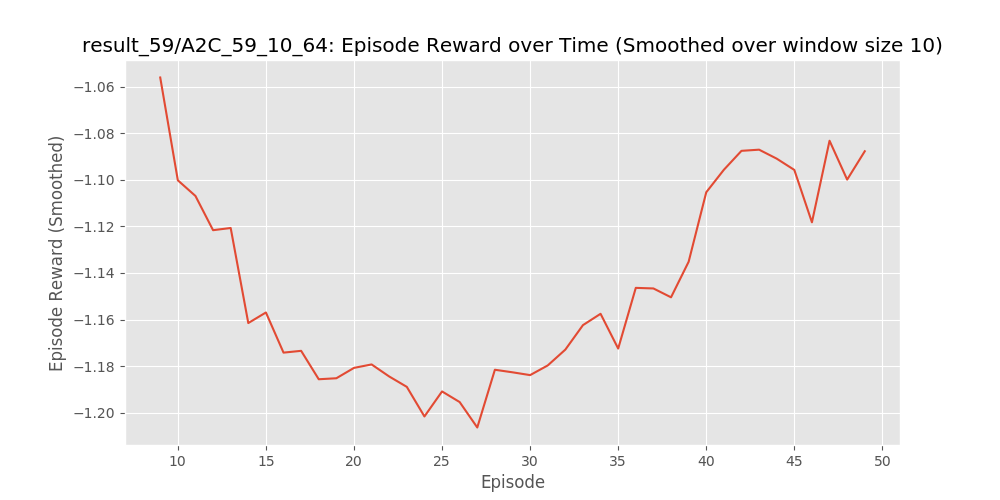 result_59/A2C_59_10_64: Episode Reward over Time (Smoothed over window size 10)
Episode Reward (Smoothed)
−1.06
−1.08
−1.10
−1.12
−1.14
−1.16
−1.18
−1.20
10 15 20 25 30 35 40 45 50
Episode